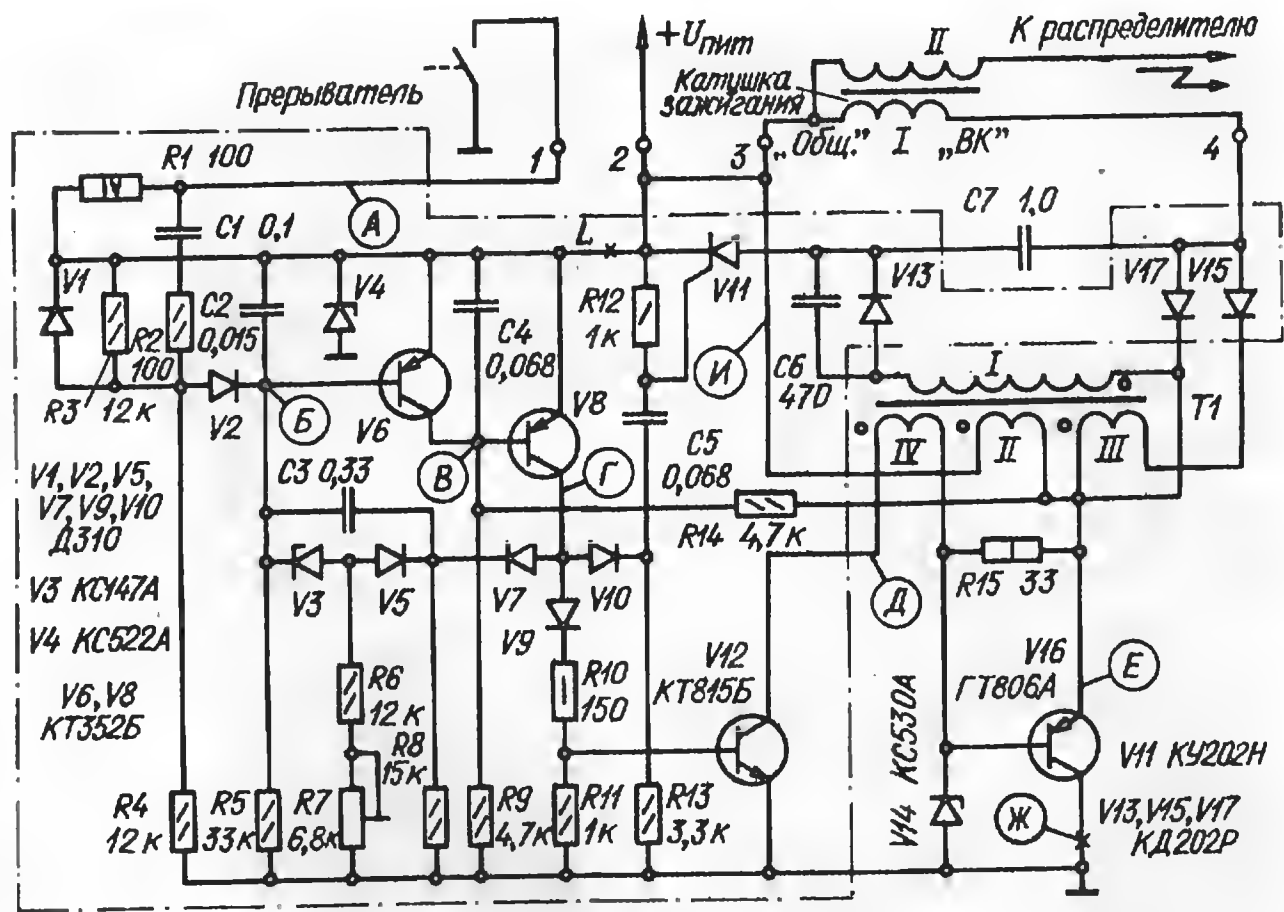 +Uпит
II
К распределителю
Катушка
зажигания
Прерыватель
1
2
3
„Общ."
I
„ВК"
4
R1 100
А
C1 0,1
C7 1,0
L
V1
V4
V11
V13
V17
V15
R2
100
C2
0,015
C4
0,068
R12
1к
И
C6
470
I
R3
12к
V2
Б
V6
V8
T1
IV
II
III
C3 0,33
В
Г
C5
0,068
V1, V2, V5,
V7, V9, V10
Д310
R14
4,7к
R15 33
V3
V5
V7
V10
Д
V3 КС147А
V9
V4 КС522А
R6
12к
R10
150
V12
КТ815Б
V16
ГТ806А
Е
V6, V8
КТ352Б
R8
15к
V14 КС530А
V11 КУ202Н
R4
12к
R5
33к
R7
6,8к
R9
4,7к
R11
1к
R13
3,3к
Ж
V13, V15, V17
КД202Р